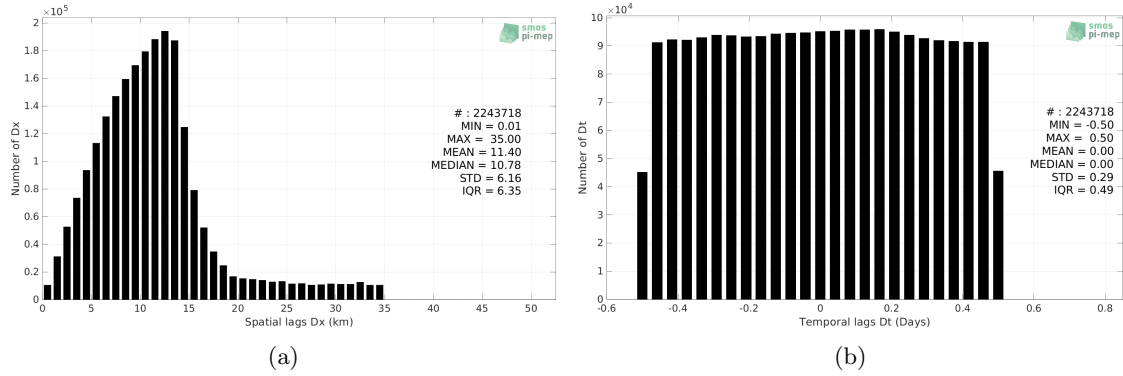 ×10⁵
2
1.8
1.6
1.4
1.2
1
0.8
0.6
0.4
0.2
0
Number of Dx
smos
pi-mep
# : 2243718
MIN = 0.01
MAX = 35.00
MEAN = 11.40
MEDIAN = 10.78
STD = 6.16
IQR = 6.35
0 5 10 15 20 25 30 35 40 45 50
Spatial lags Dx (km)
(a)
×10⁴
10
9
8
7
6
5
4
3
2
1
0
Number of Dt
smos
pi-mep
# : 2243718
MIN = -0.50
MAX = 0.50
MEAN = 0.00
MEDIAN = 0.00
STD = 0.29
IQR = 0.49
-0.6 -0.4 -0.2 0 0.2 0.4 0.6 0.8
Temporal lags Dt (Days)
(b)